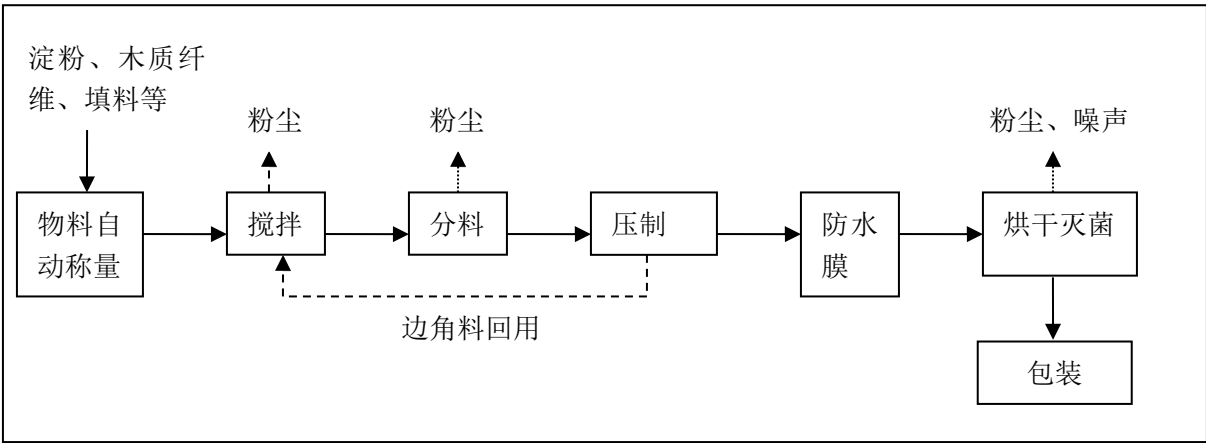 淀粉、木质纤
维、填料等
粉尘
粉尘
粉尘、噪声
物料自
动称量
搅拌
分料
压制
防水
膜
烘干灭菌
边角料回用
包装